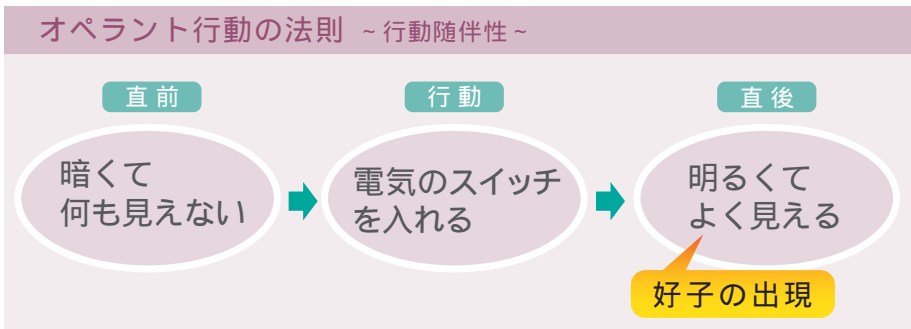 オペラント行動の法則 ~行動随伴性~
直前
行動
直後
暗くて
何も見えない
電気のスイッチ
を入れる
明るくて
よく見える
好子の出現